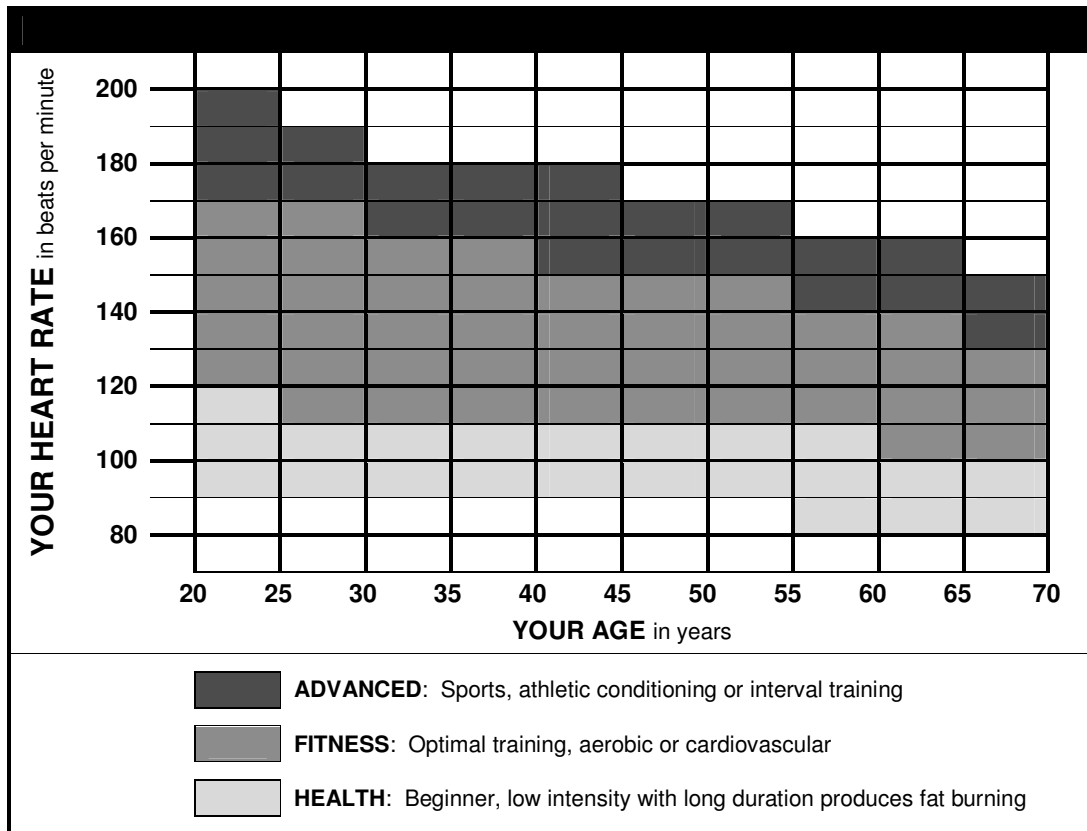 YOUR HEART RATE in beats per minute
200
180
160
140
120
100
80
20 25 30 35 40 45 50 55 60 65 70
YOUR AGE in years
ADVANCED: Sports, athletic conditioning or interval training
FITNESS: Optimal training, aerobic or cardiovascular
HEALTH: Beginner, low intensity with long duration produces fat burning